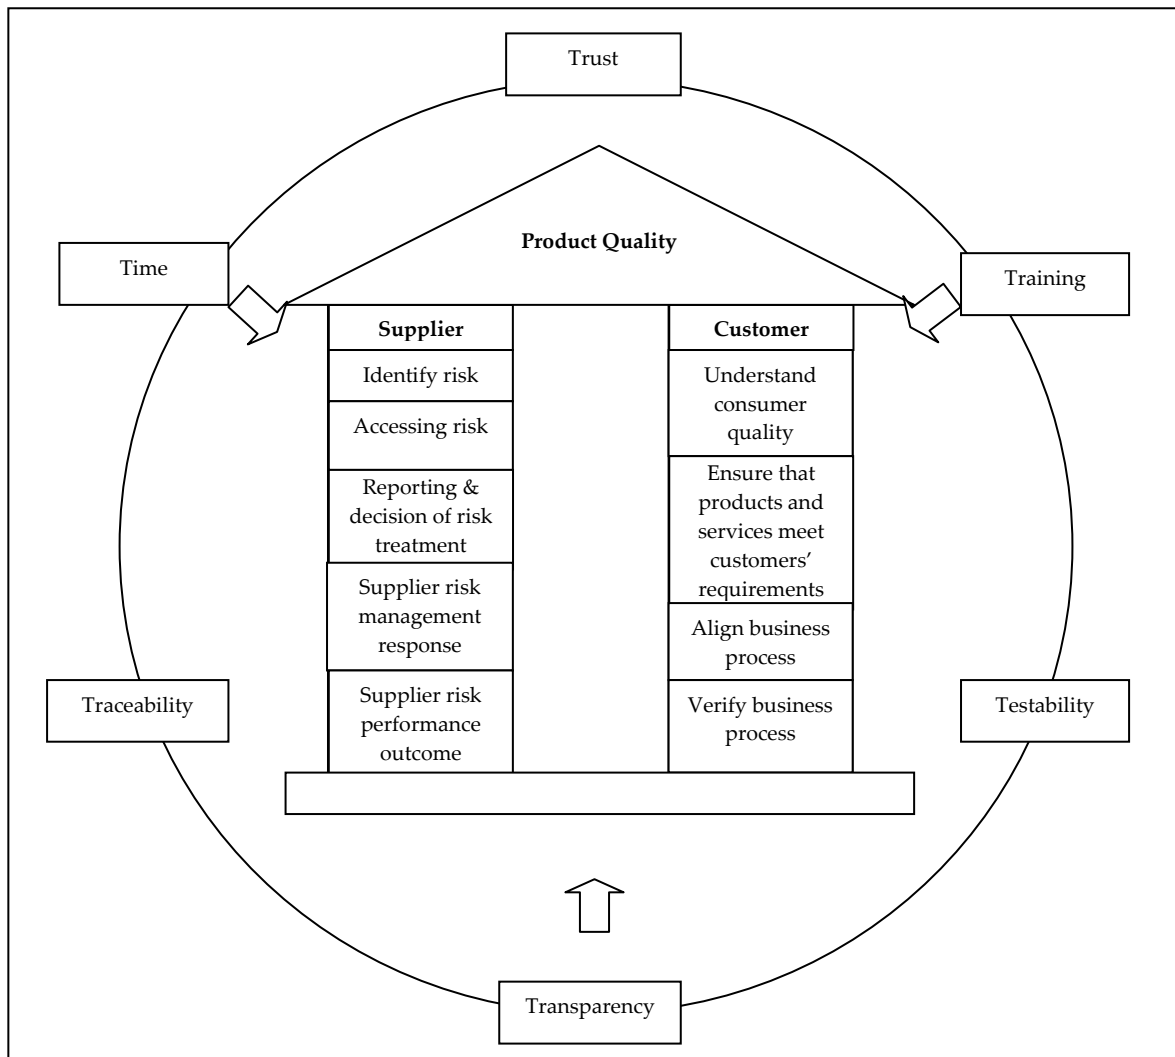 Trust
Product Quality
Time
Training
Supplier
Identify risk
Accessing risk
Reporting &
decision of risk
treatment
Supplier risk
management
response
Supplier risk
performance
outcome
Customer
Understand
consumer
quality
Ensure that
products and
services meet
customers’
requirements
Align business
process
Verify business
process
Traceability
Testability
Transparency